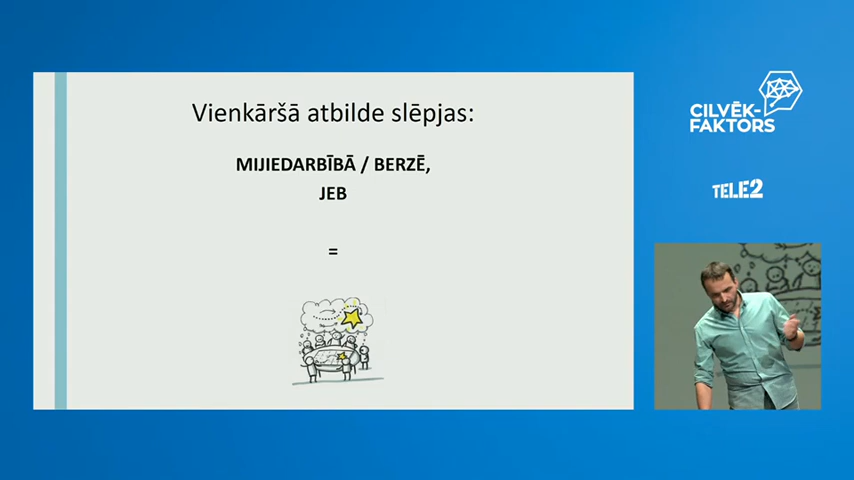 Vienkāršā atbilde slēpjas:
MIJIEDARBĪBĀ / BERZĒ,
JEB
=
CILVĒK-
FAKTORS
TELE2